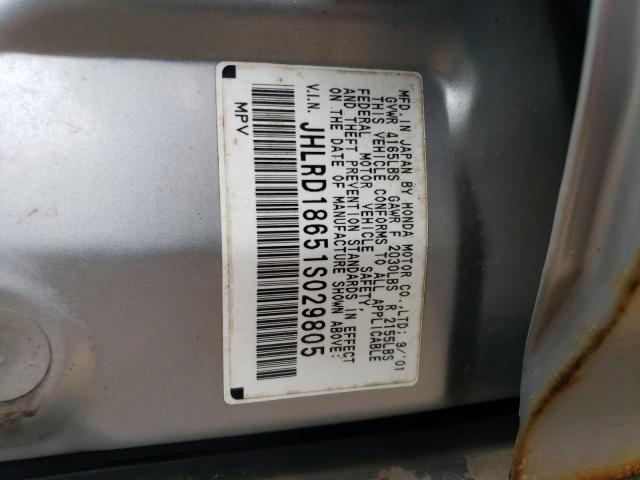 MFD. IN JAPAN BY HONDA MOTOR CO.,LTD; 9/'01
GVWR 4165LBS GAWR F 2030LBS R 2155LBS
THIS VEHICLE CONFORMS TO ALL APPLICABLE
FEDERAL MOTOR VEHICLE SAFETY,
AND THEFT PREVENTION STANDARDS IN EFFECT
ON THE DATE OF MANUFACTURE SHOWN ABOVE.
V.I.N. JHLRD18651S029805
MPV